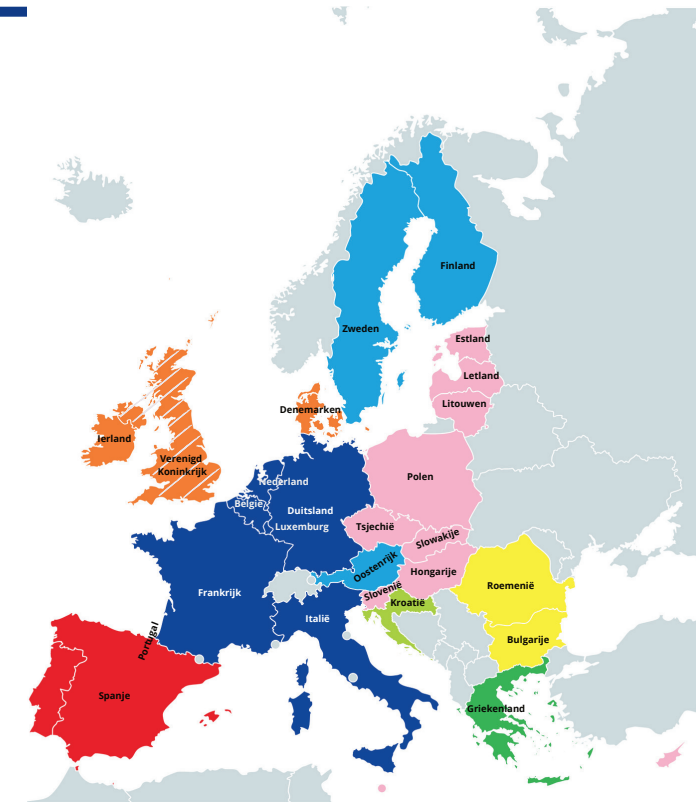 Finland
Zweden
Estland
Letland
Litouwen
Denemarken
Ierland
Verenigd
Koninkrijk
Nederland
België
Duitsland
Luxemburg
Polen
Tsjechië
Slowakije
Oostenrijk
Hongarije
Slovenië
Kroatië
Roemenië
Frankrijk
Italië
Bulgarije
Portugal
Spanje
Griekenland